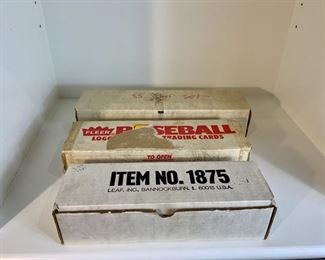 FLEER BASEBALL
LOGO TRADING CARDS
TO OPEN
ITEM NO. 1875
LEAF, INC., BANNOCKBURN, IL 60015 U.S.A.